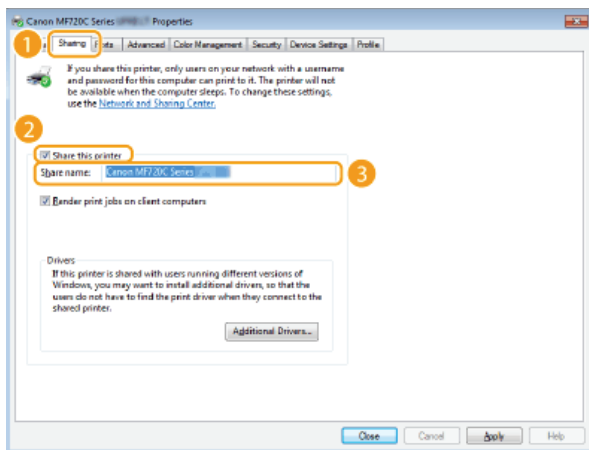 Canon MF720C Series Properties
1
Sharing Ports Advanced Color Management Security Device Settings Profile
If you share this printer, only users on your network with a username
and password for this computer can print to it. The printer will not
be available when the computer sleeps. To change these settings,
use the Network and Sharing Center.
2
Share this printer
Share name: Canon MF720C Series
3
Render print jobs on client computers
Drivers
If this printer is shared with users running different versions of
Windows, you may want to install additional drivers, so that the
users do not have to find the print driver when they connect to the
shared printer.
Additional Drivers...
Close Cancel Apply Help